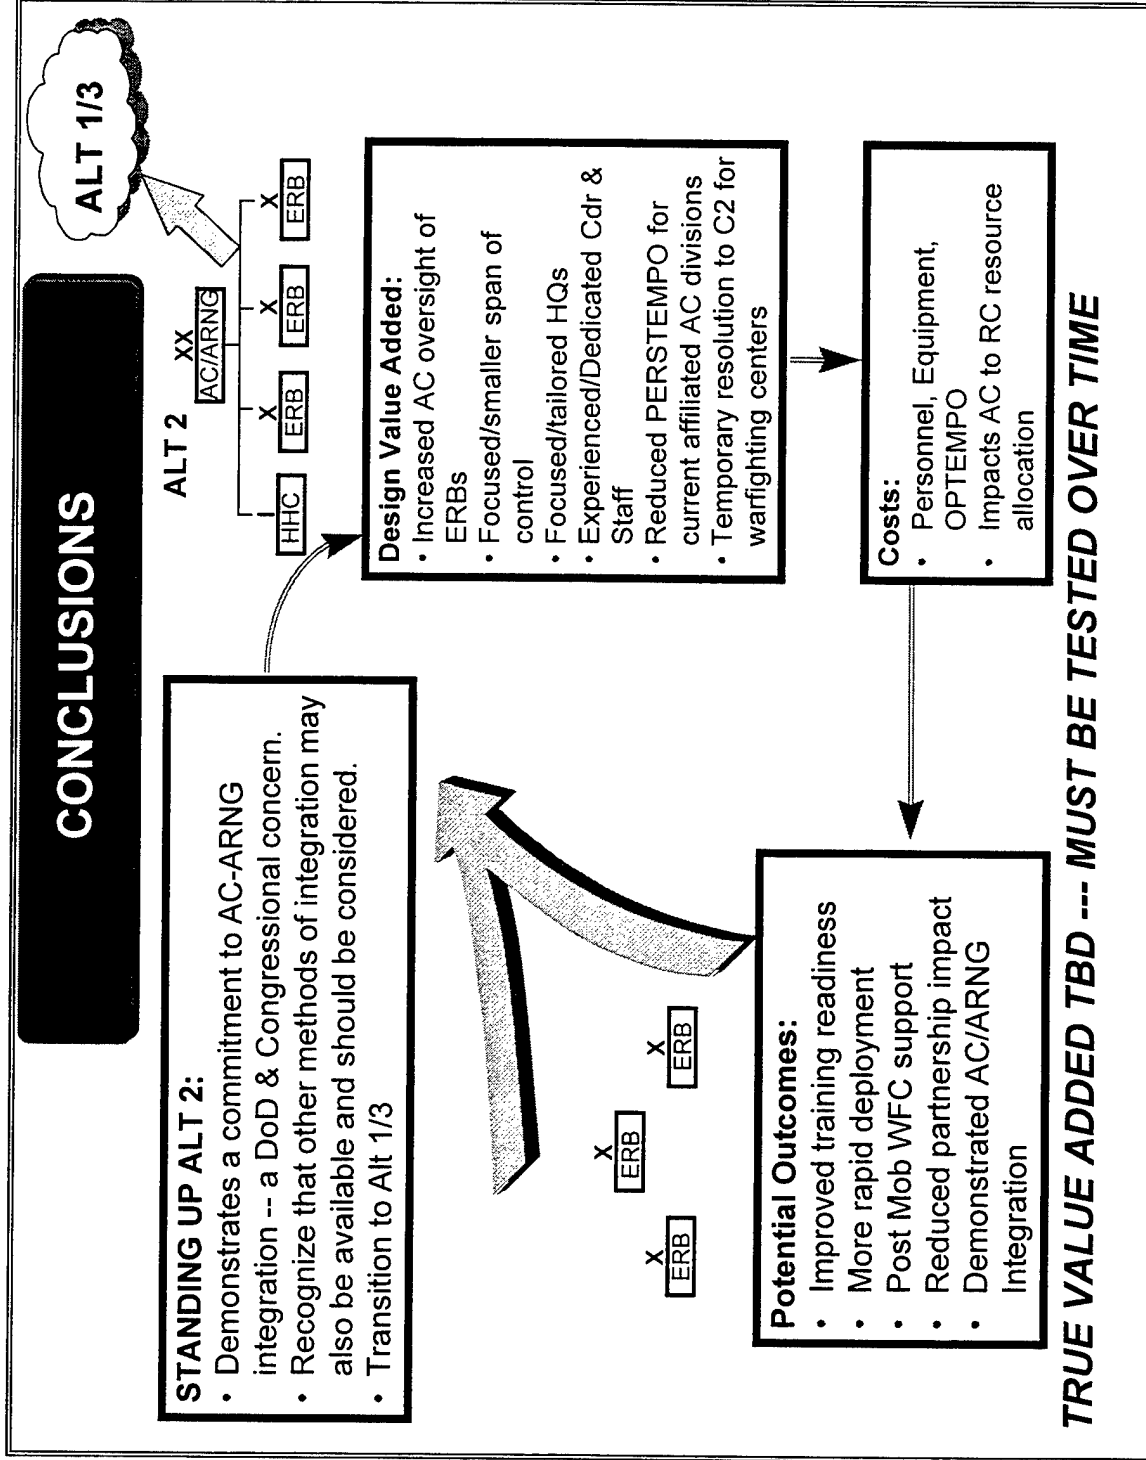 CONCLUSIONS
STANDING UP ALT 2:
• Demonstrates a commitment to AC-ARNG
integration -- a DoD & Congressional concern.
• Recognize that other methods of integration may
also be available and should be considered.
• Transition to Alt 1/3
ALT 2
XX
AC/ARNG
ALT 1/3
I
HHC
X
ERB
X
ERB
X
ERB
Design Value Added:
• Increased AC oversight of
ERBs
• Focused/smaller span of
control
• Focused/tailored HQs
• Experienced/Dedicated Cdr &
Staff
• Reduced PERSTEMPO for
current affiliated AC divisions
• Temporary resolution to C2 for
warfighting centers
X
ERB
X
ERB
X
ERB
Potential Outcomes:
• Improved training readiness
• More rapid deployment
• Post Mob WFC support
• Reduced partnership impact
• Demonstrated AC/ARNG
Integration
Costs:
• Personnel, Equipment,
OPTEMPO
• Impacts AC to RC resource
allocation
TRUE VALUE ADDED TBD --- MUST BE TESTED OVER TIME